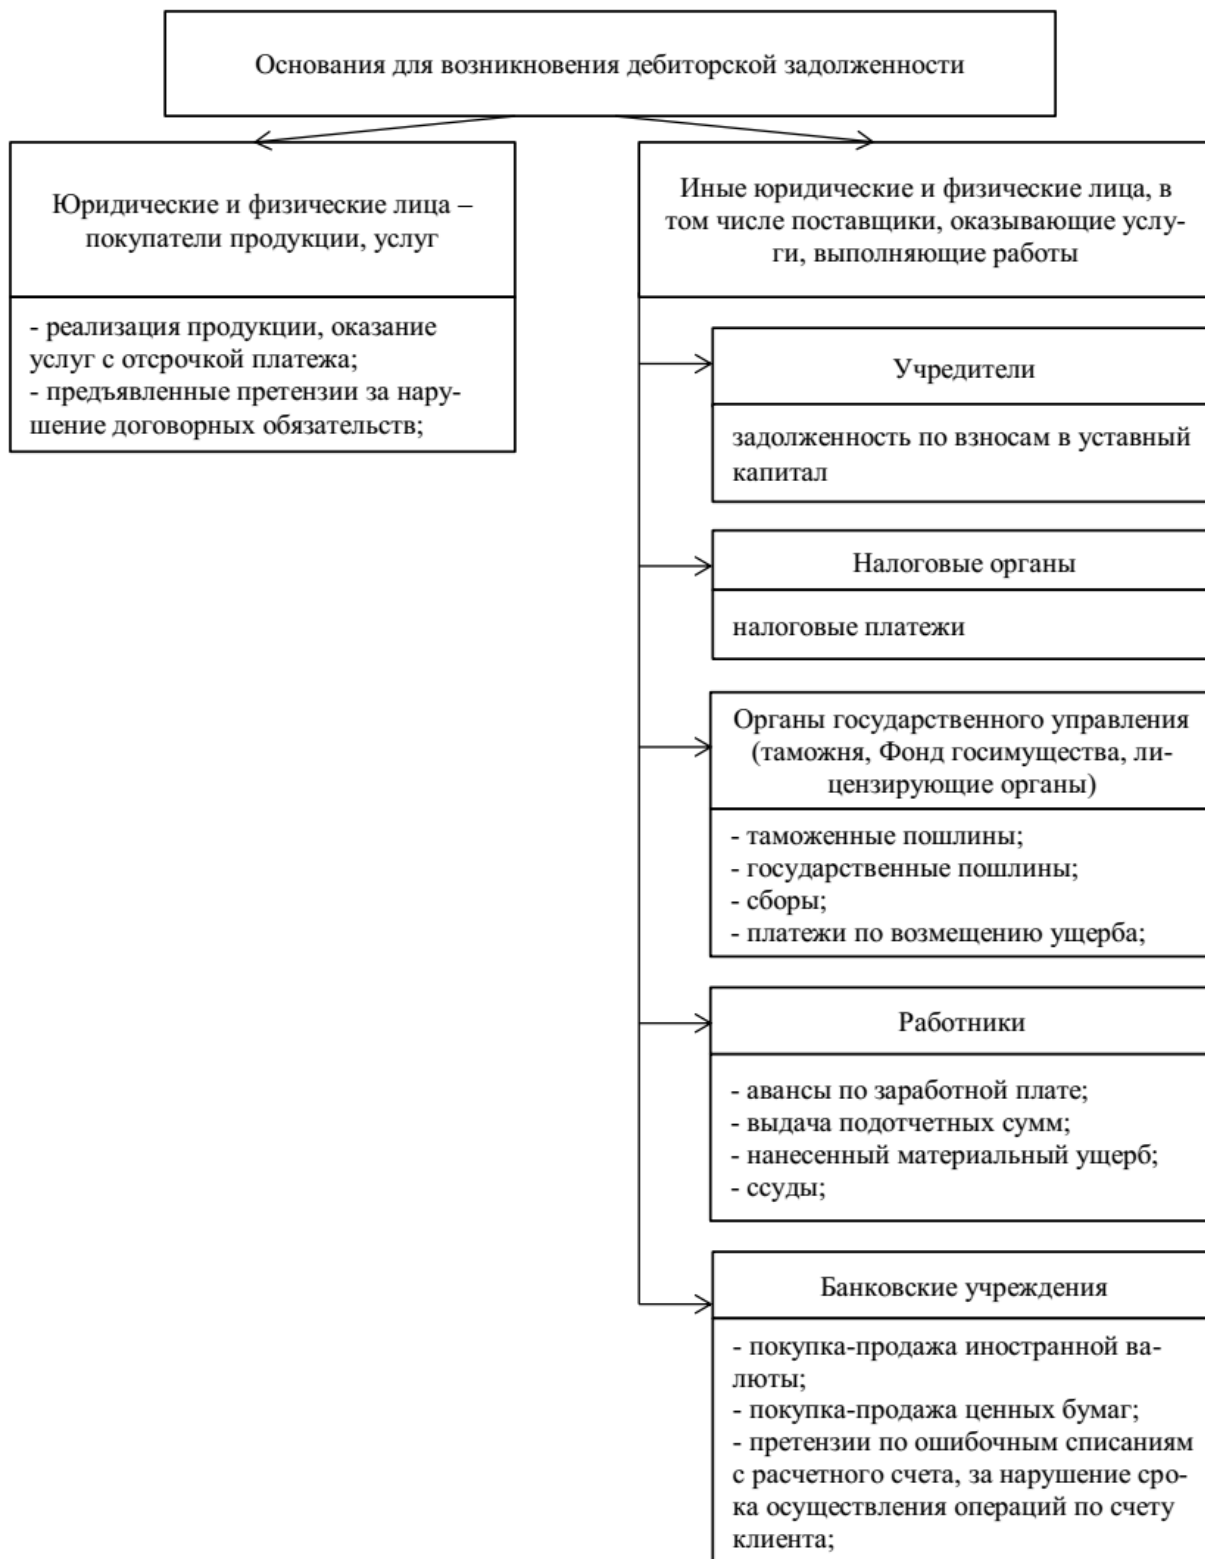 Основания для возникновения дебиторской задолженности
Юридические и физические лица –
покупатели продукции, услуг
- реализация продукции, оказание
услуг с отсрочкой платежа;
- предъявленные претензии за нару-
шение договорных обязательств;
Иные юридические и физические лица, в
том числе поставщики, оказывающие услу-
ги, выполняющие работы
Учредители
задолженность по взносам в уставный
капитал
Налоговые органы
налоговые платежи
Органы государственного управления
(таможня, Фонд госимущества, ли-
цензирующие органы)
- таможенные пошлины;
- государственные пошлины;
- сборы;
- платежи по возмещению ущерба;
Работники
- авансы по заработной плате;
- выдача подотчетных сумм;
- нанесенный материальный ущерб;
- ссуды;
Банковские учреждения
- покупка-продажа иностранной ва-
люты;
- покупка-продажа ценных бумаг;
- претензии по ошибочным списаниям
с расчетного счета, за нарушение сро-
ка осуществления операций по счету
клиента;